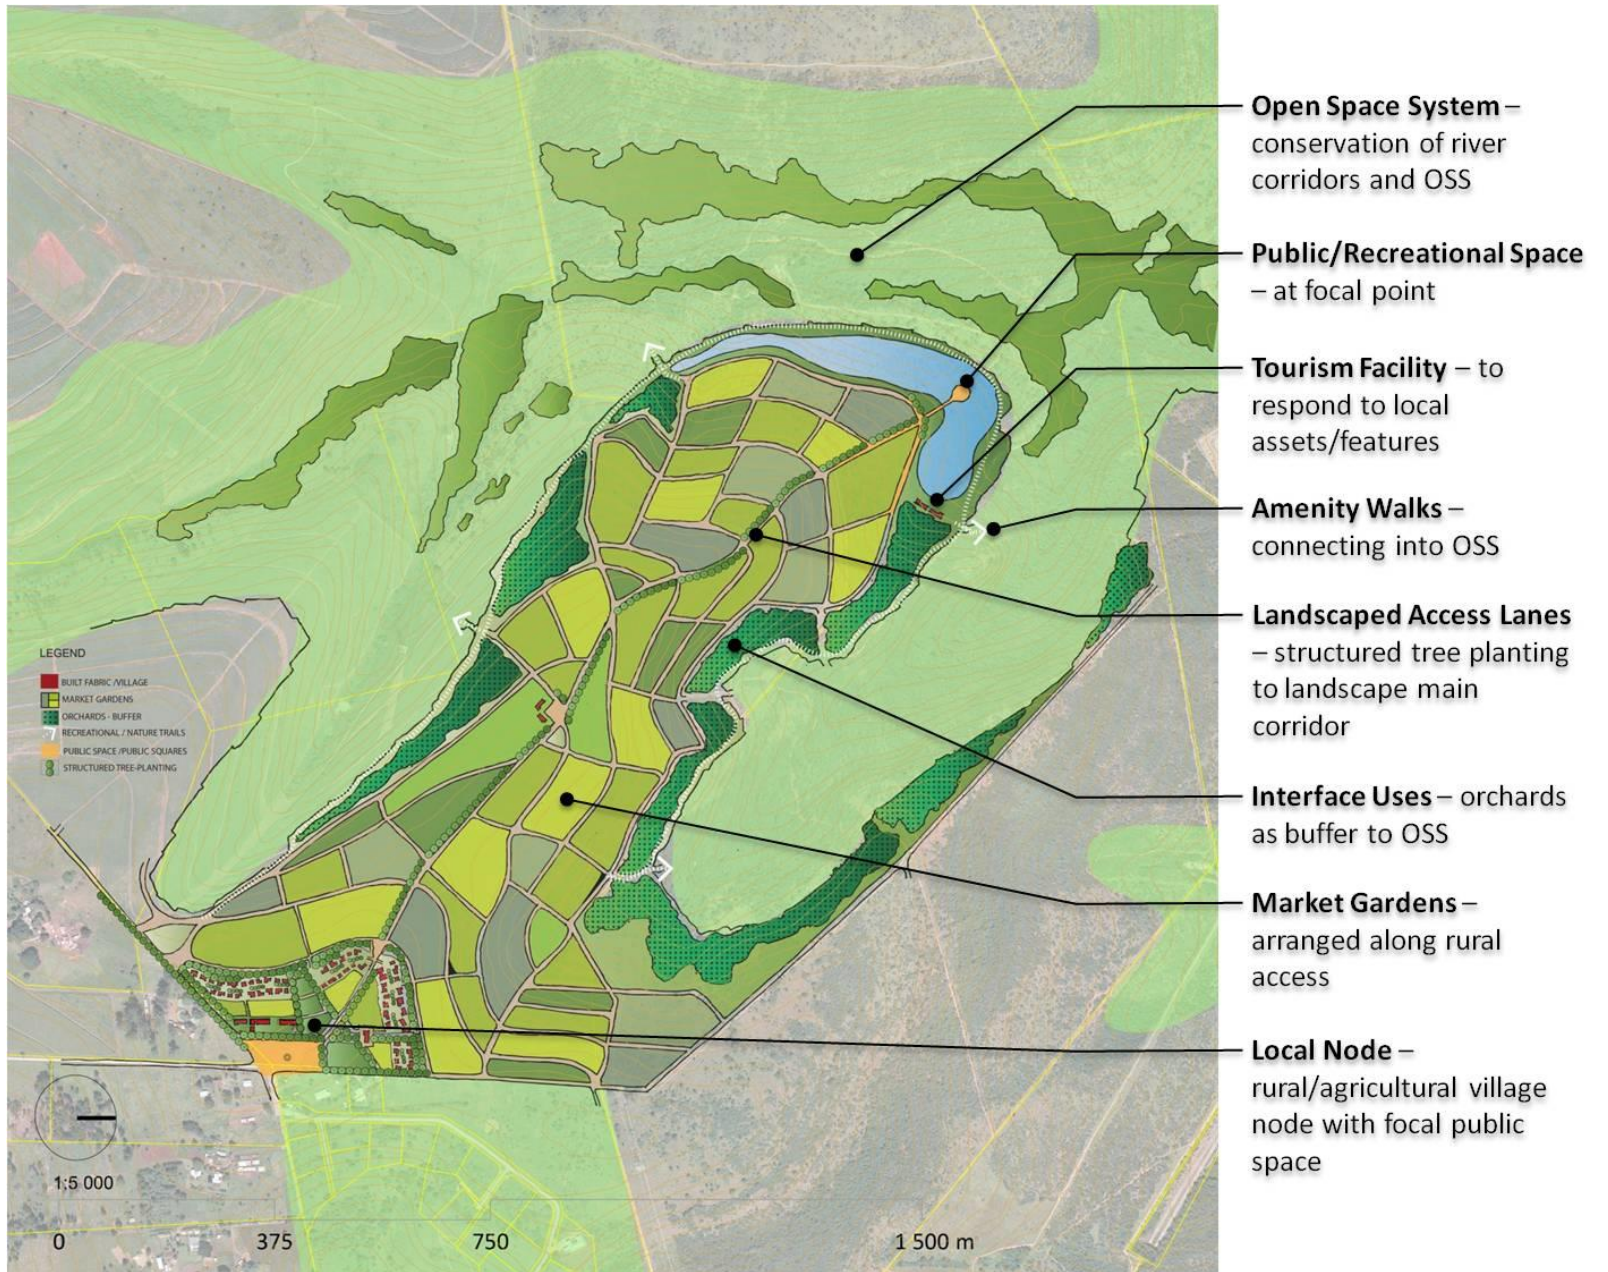 Open Space System –
conservation of river
corridors and OSS
Public/Recreational Space
– at focal point
Tourism Facility – to
respond to local
assets/features
Amenity Walks –
connecting into OSS
Landscaped Access Lanes
– structured tree planting
to landscape main
corridor
Interface Uses – orchards
as buffer to OSS
Market Gardens –
arranged along rural
access
Local Node –
rural/agricultural village
node with focal public
space
LEGEND
BUILT FABRIC /VILLAGE
MARKET GARDENS
ORCHARDS - BUFFER
RECREATIONAL / NATURE TRAILS
PUBLIC SPACE /PUBLIC SQUARES
STRUCTURED TREE-PLANTING
1:5 000
0 375 750 1 500 m